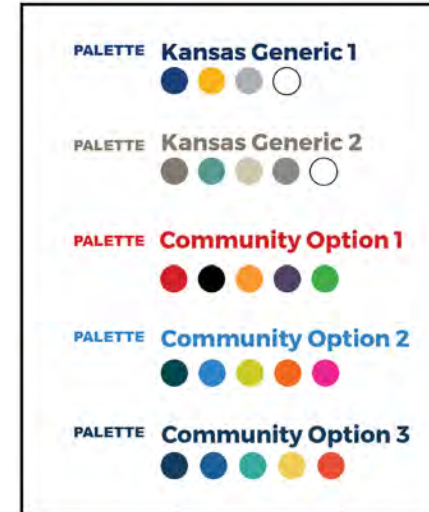 PALETTE Kansas Generic 1
PALETTE Kansas Generic 2
PALETTE Community Option 1
PALETTE Community Option 2
PALETTE Community Option 3